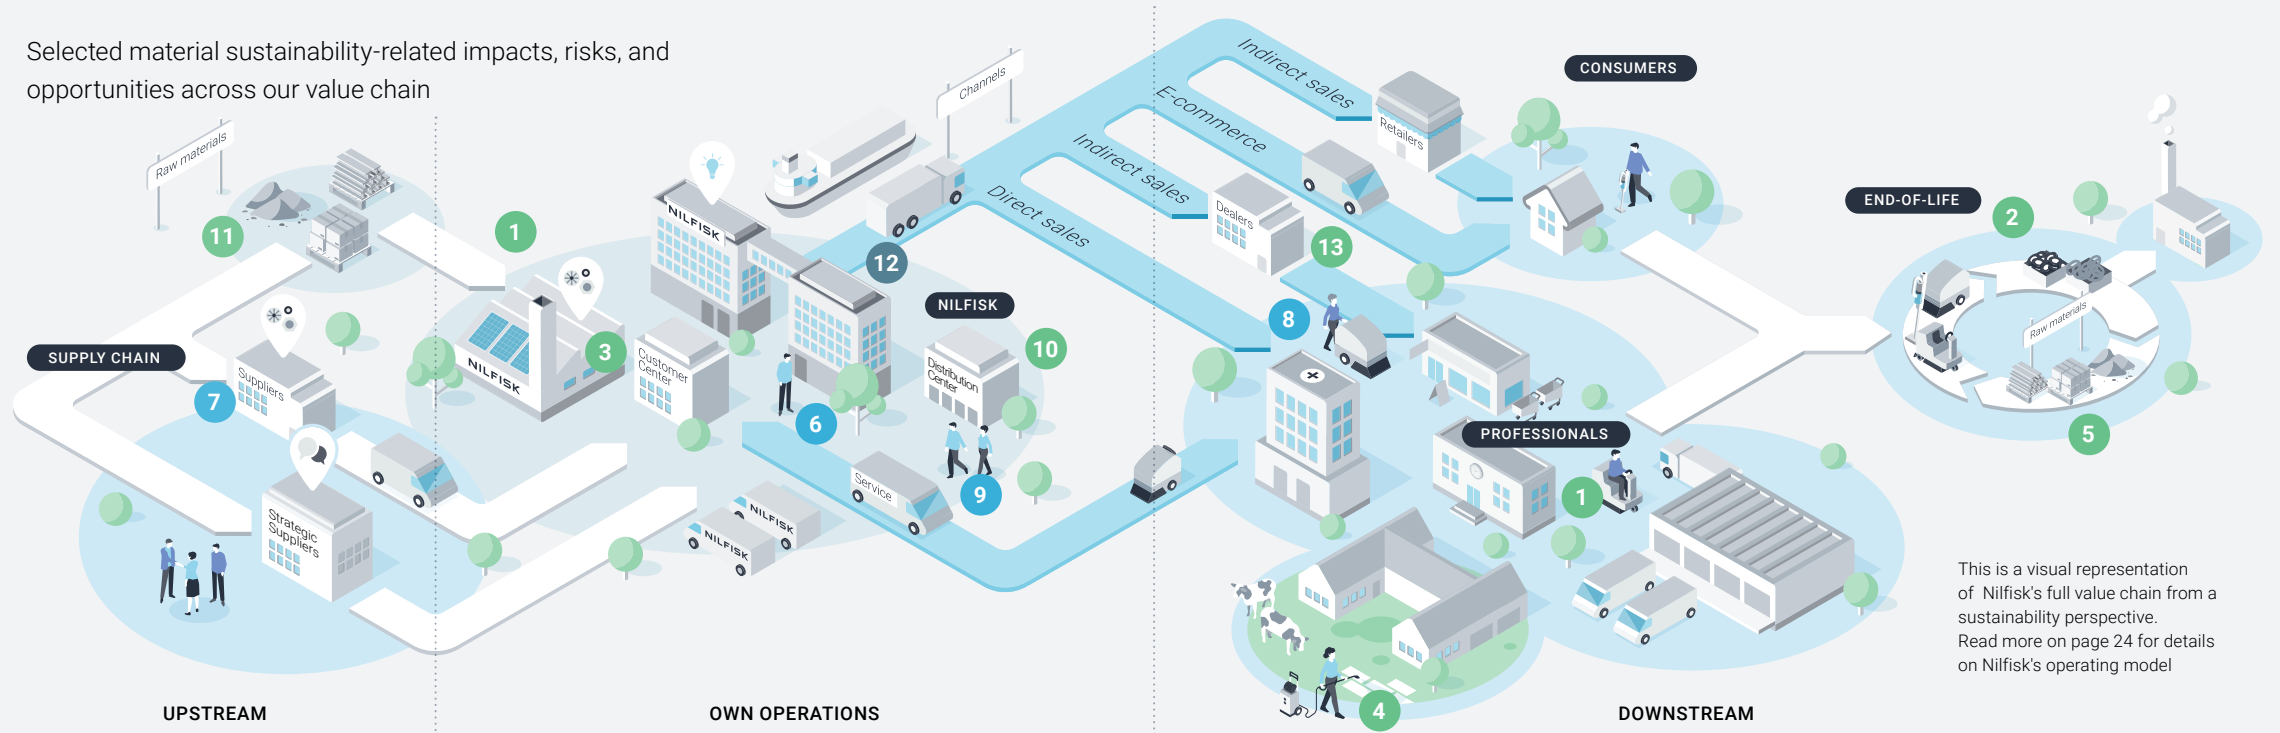 Selected material sustainability-related impacts, risks, and
opportunities across our value chain
Raw materials
11
1
SUPPLY CHAIN
7
Suppliers
Strategic
Suppliers
NILFISK
3
Customer
Center
NILFISK
Channels
12
NILFISK
10
Distribution
Center
6
9
Service
NILFISK
NILFISK
Indirect sales
E-commerce
Indirect sales
Direct sales
Retailers
Dealers
13
8
CONSUMERS
PROFESSIONALS
1
4
END-OF-LIFE
2
Raw materials
5
This is a visual representation
of Nilfisk's full value chain from a
sustainability perspective.
Read more on page 24 for details
on Nilfisk's operating model
UPSTREAM
OWN OPERATIONS
DOWNSTREAM